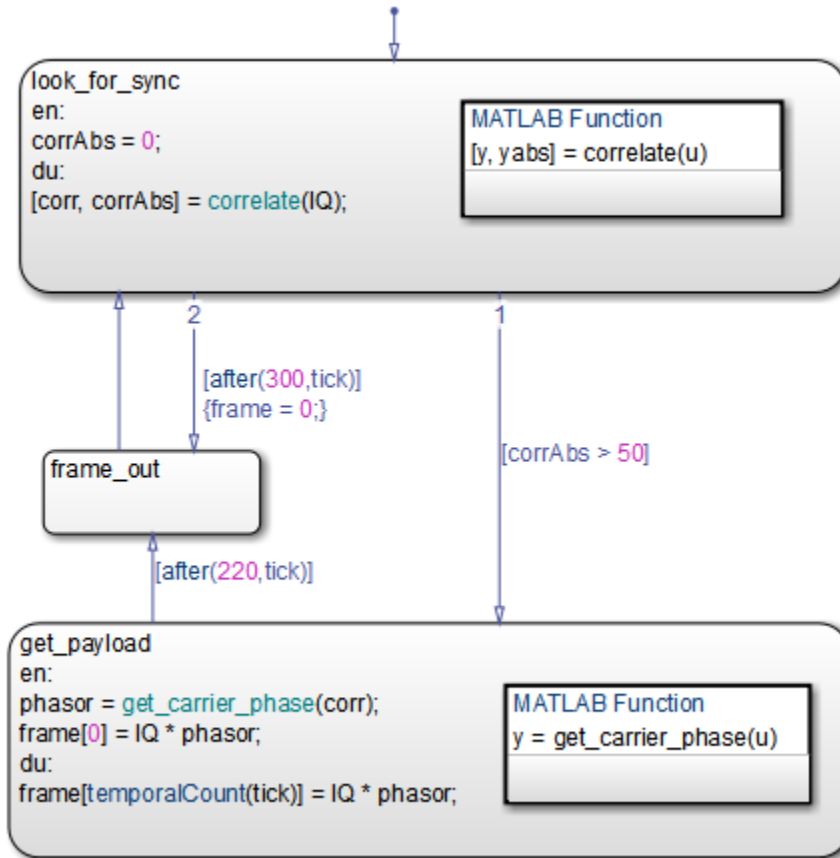 look_for_sync
en:
corrAbs = 0;
du:
[corr, corrAbs] = correlate(IQ);
MATLAB Function
[y, yabs] = correlate(u)
2
1
[after(300,tick)]
{frame = 0;}
[corrAbs > 50]
frame_out
[after(220,tick)]
get_payload
en:
phasor = get_carrier_phase(corr);
frame[0] = IQ * phasor;
du:
frame[temporalCount(tick)] = IQ * phasor;
MATLAB Function
y = get_carrier_phase(u)